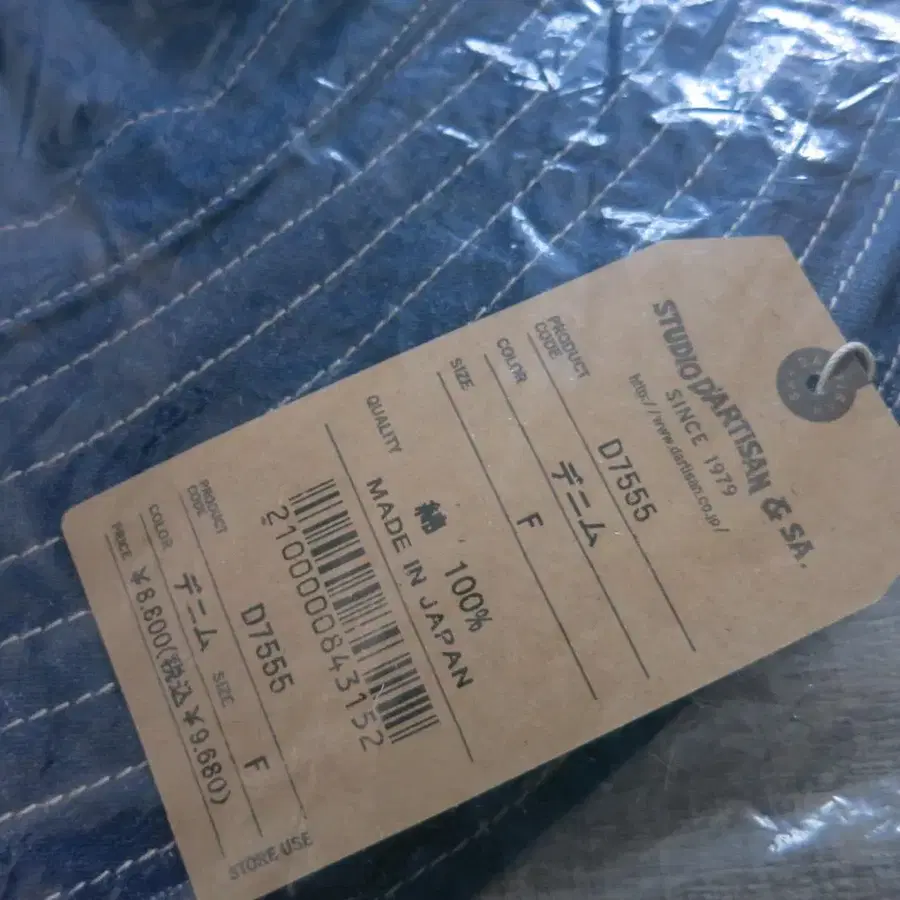 STUDIO D'ARTISAN & SA.
SINCE 1979
http://www.dartisan.co.jp/
PRODUCT CODE D7555
COLOR デニム
SIZE F
綿 100%
QUALITY MADE IN JAPAN
2100000843152
PRODUCT CODE D7555
COLOR デニム SIZE F
PRICE ¥8.800(税込¥9.680)
STORE USE